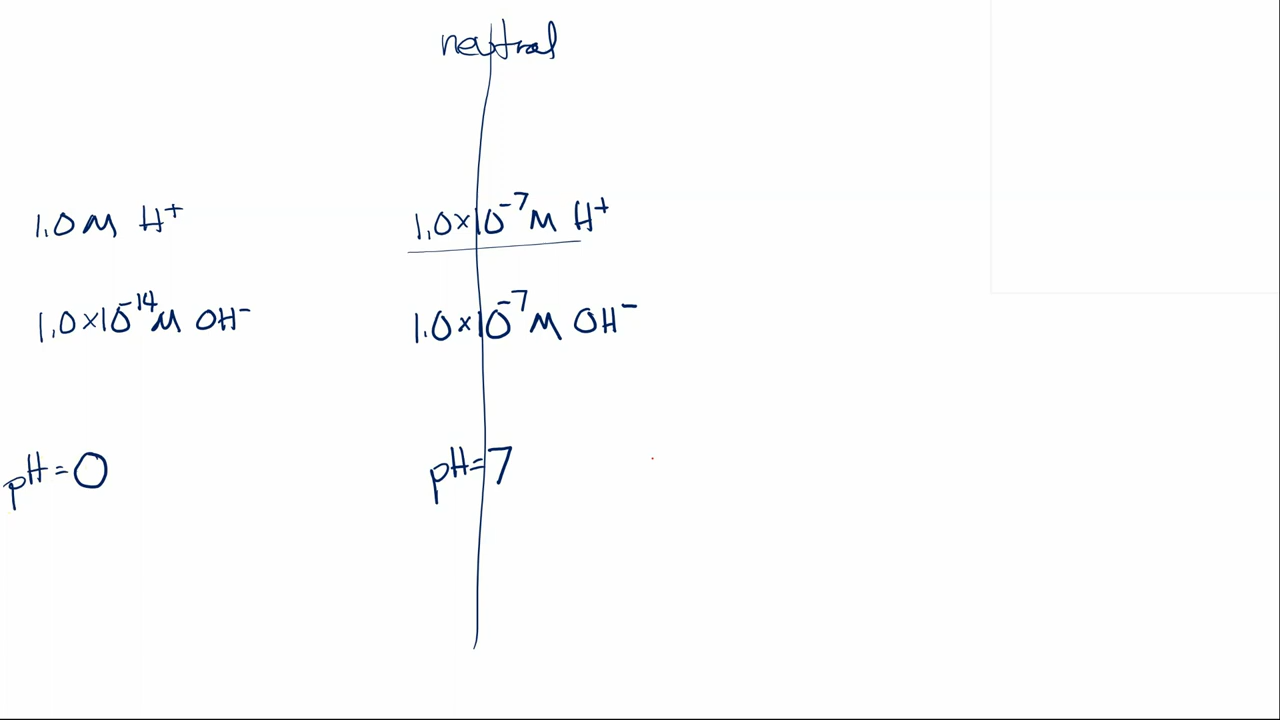 neutral
1.0 M H⁺ 1.0×10⁻⁷ M H⁺
1.0×10⁻¹⁴ M OH⁻ 1.0×10⁻⁷ M OH⁻
pH = 0 pH = 7